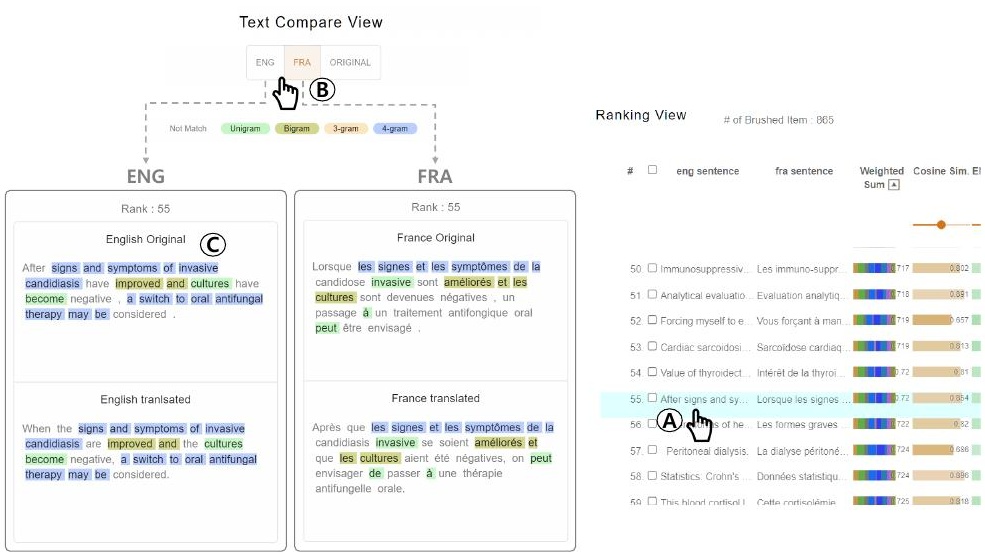 Text Compare View
ENG FRA ORIGINAL
B
Not Match Unigram Bigram 3-gram 4-gram
ENG
Rank : 55
English Original
C
After signs and symptoms of invasive
candidiasis have improved and cultures have
become negative , a switch to oral antifungal
therapy may be considered .
English tranlsated
When the signs and symptoms of invasive
candidiasis are improved and the cultures
become negative, a switch to oral antifungal
therapy may be considered.
FRA
Rank : 55
France Original
Lorsque les signes et les symptômes de la
candidose invasive sont améliorés et les
cultures sont devenues négatives , un
passage à un traitement antifongique oral
peut être envisagé .
France translated
Après que les signes et les symptômes de la
candidiasis invasive se soient améliorés et
que les cultures aient été négatives, on peut
envisager de passer à une thérapie
antifungelle orale.
Ranking View # of Brushed Item : 865
# eng sentence fra sentence Weighted Cosine Sim.
Sum
50 Immunosuppressiv... Les immuno-suppr... 0.717 0.802
51 Analytical evaluatio... Evaluation analytiq... 0.718 0.891
52 Forcing myself to e... Vous forçant à man... 0.719 0.657
53 Cardiac sarcoidosi... Sarcoïdose cardiaq... 0.719 0.813
54 Value of thyroidect... Intérêt de la thyroï... 0.72 0.81
55 After signs and sy... Lorsque les signes ... 0.72 0.854
A
56 of he... Les formes graves ... 0.722 0.82
57 Peritoneal dialysis. La dialyse péritoné... 0.724 0.686
58 Statistics: Crohn's ... Données statistiqu... 0.724 0.898
59 This blood cortisol l... Cette cortisolémie... 0.725 0.818